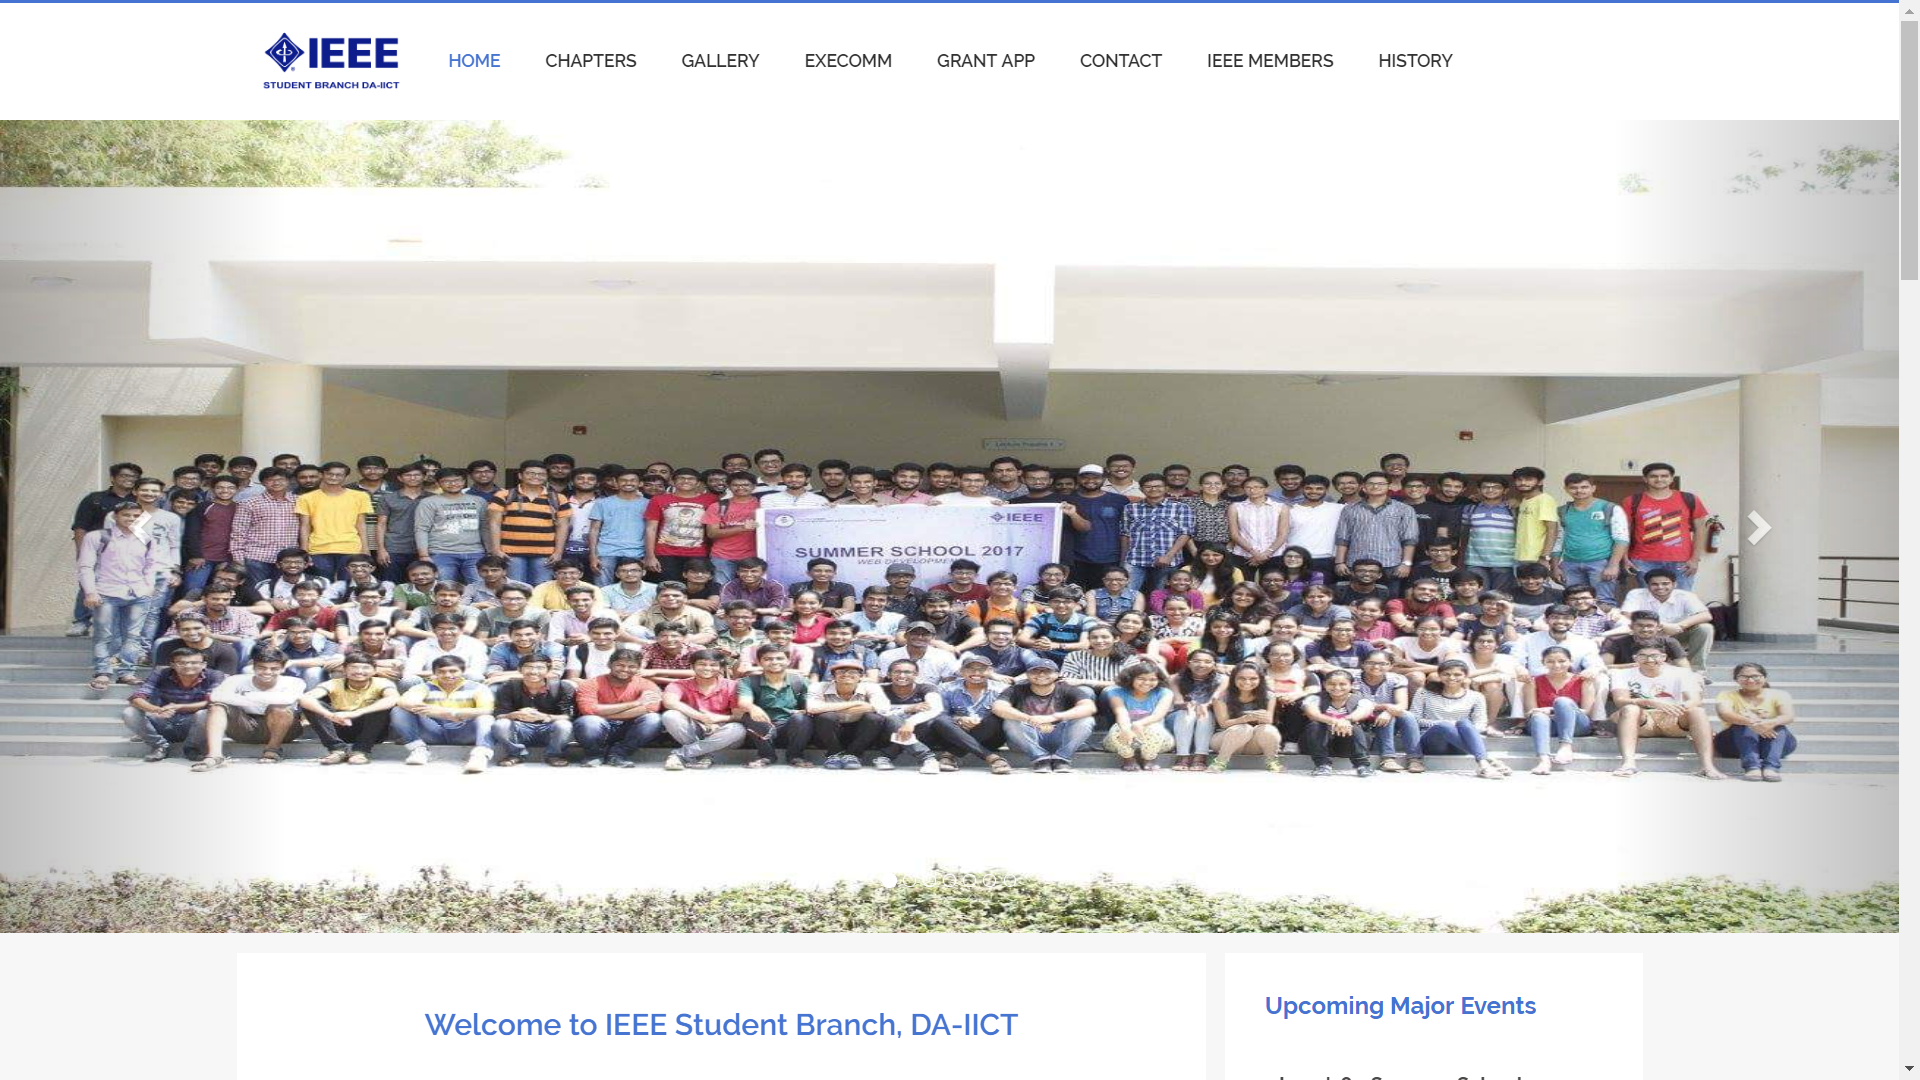 IEEE
STUDENT BRANCH DA-IICT
HOME
CHAPTERS
GALLERY
EXECOMM
GRANT APP
CONTACT
IEEE MEMBERS
HISTORY
IEEE
SUMMER SCHOOL 2017
WEB DEVELOPMENT
Welcome to IEEE Student Branch, DA-IICT
Upcoming Major Events